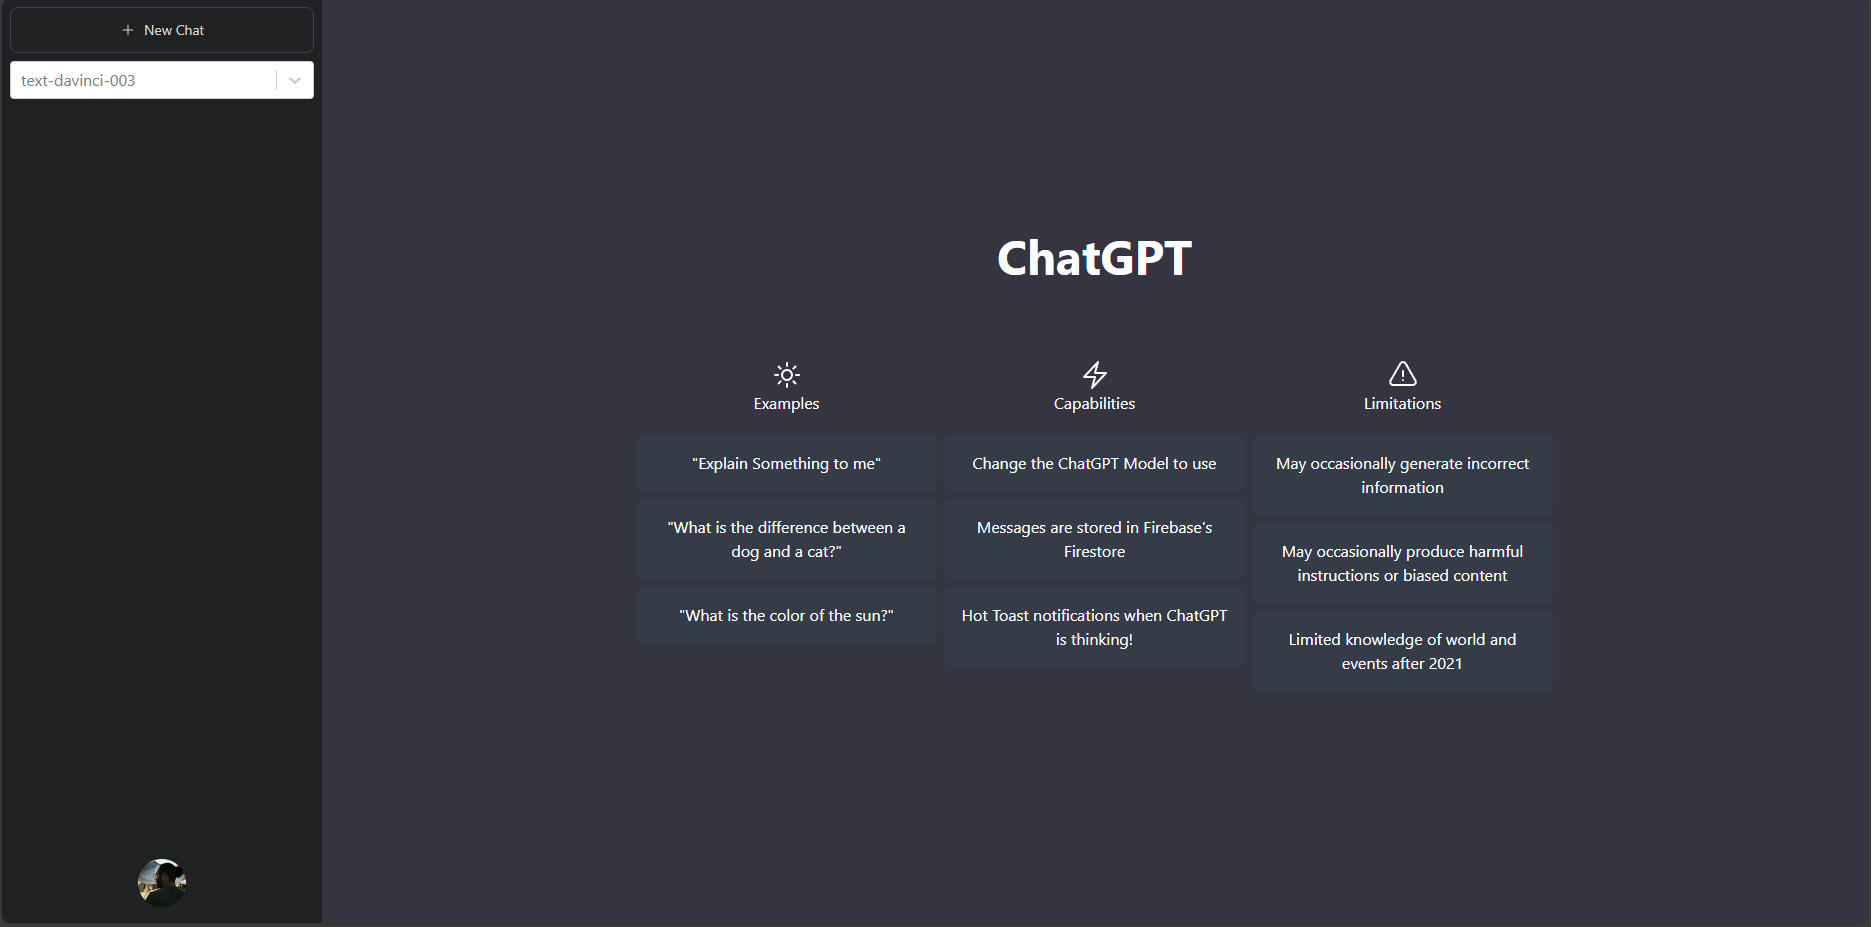 New Chat
text-davinci-003
ChatGPT
Examples
"Explain Something to me"
"What is the difference between a
dog and a cat?"
"What is the color of the sun?"
Capabilities
Change the ChatGPT Model to use
Messages are stored in Firebase's
Firestore
Hot Toast notifications when ChatGPT
is thinking!
Limitations
May occasionally generate incorrect
information
May occasionally produce harmful
instructions or biased content
Limited knowledge of world and
events after 2021